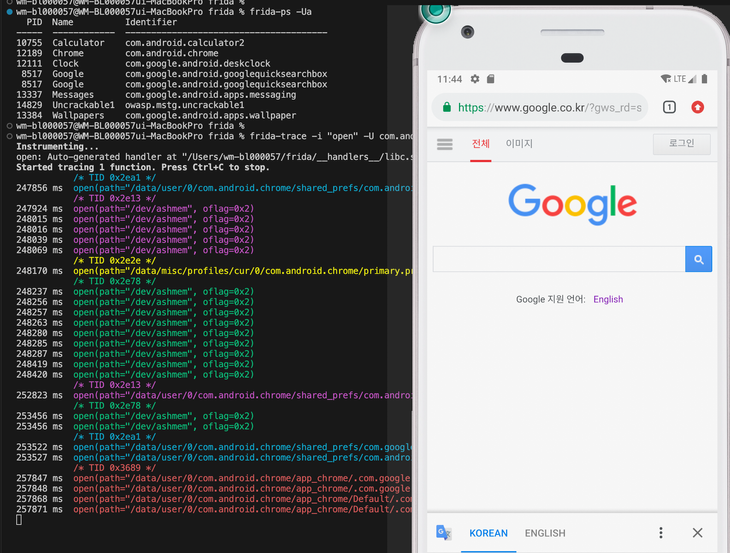 wm-bl000057@WM-BL000057ui-MacBookPro frida %
wm-bl000057@WM-BL000057ui-MacBookPro frida % frida-ps -Ua
PID Name Identifier
----- ------------ ---------------------------------------
10755 Calculator com.android.calculator2
12189 Chrome com.android.chrome
12111 Clock com.google.android.deskclock
8517 Google com.google.android.googlequicksearchbox
8517 Google com.google.android.googlequicksearchbox
13337 Messages com.google.android.apps.messaging
14829 Uncrackable1 owasp.mstg.uncrackable1
13384 Wallpapers com.google.android.apps.wallpaper
wm-bl000057@WM-BL000057ui-MacBookPro frida %
wm-bl000057@WM-BL000057ui-MacBookPro frida % frida-trace -i "open" -U com.and
Instrumenting...
open: Auto-generated handler at "/Users/wm-bl000057/frida/__handlers__/libc.s
Started tracing 1 function. Press Ctrl+C to stop.
/* TID 0x2ea1 */
247856 ms open(path="/data/user/0/com.android.chrome/shared_prefs/com.andro
/* TID 0x2e13 */
247924 ms open(path="/dev/ashmem", oflag=0x2)
248015 ms open(path="/dev/ashmem", oflag=0x2)
248016 ms open(path="/dev/ashmem", oflag=0x2)
248039 ms open(path="/dev/ashmem", oflag=0x2)
248069 ms open(path="/dev/ashmem", oflag=0x2)
/* TID 0x2e2e */
248170 ms open(path="/data/misc/profiles/cur/0/com.android.chrome/primary.pr
/* TID 0x2e78 */
248237 ms open(path="/dev/ashmem", oflag=0x2)
248256 ms open(path="/dev/ashmem", oflag=0x2)
248257 ms open(path="/dev/ashmem", oflag=0x2)
248263 ms open(path="/dev/ashmem", oflag=0x2)
248280 ms open(path="/dev/ashmem", oflag=0x2)
248285 ms open(path="/dev/ashmem", oflag=0x2)
248287 ms open(path="/dev/ashmem", oflag=0x2)
248419 ms open(path="/dev/ashmem", oflag=0x2)
248420 ms open(path="/dev/ashmem", oflag=0x2)
/* TID 0x2e13 */
252823 ms open(path="/data/user/0/com.android.chrome/shared_prefs/com.andro
/* TID 0x2e78 */
253456 ms open(path="/dev/ashmem", oflag=0x2)
253456 ms open(path="/dev/ashmem", oflag=0x2)
/* TID 0x2ea1 */
253522 ms open(path="/data/user/0/com.android.chrome/shared_prefs/com.google
253527 ms open(path="/data/user/0/com.android.chrome/shared_prefs/com.andro
/* TID 0x3689 */
257847 ms open(path="/data/user/0/com.android.chrome/app_chrome/.com.google
257848 ms open(path="/data/user/0/com.android.chrome/app_chrome/.com.google
257868 ms open(path="/data/user/0/com.android.chrome/app_chrome/Default/.com
257871 ms open(path="/data/user/0/com.android.chrome/app_chrome/Default/.com
11:44 LTE
https://www.google.co.kr/?gws_rd=s 1
전체 이미지 로그인
Google
Google 지원 언어: English
KOREAN ENGLISH